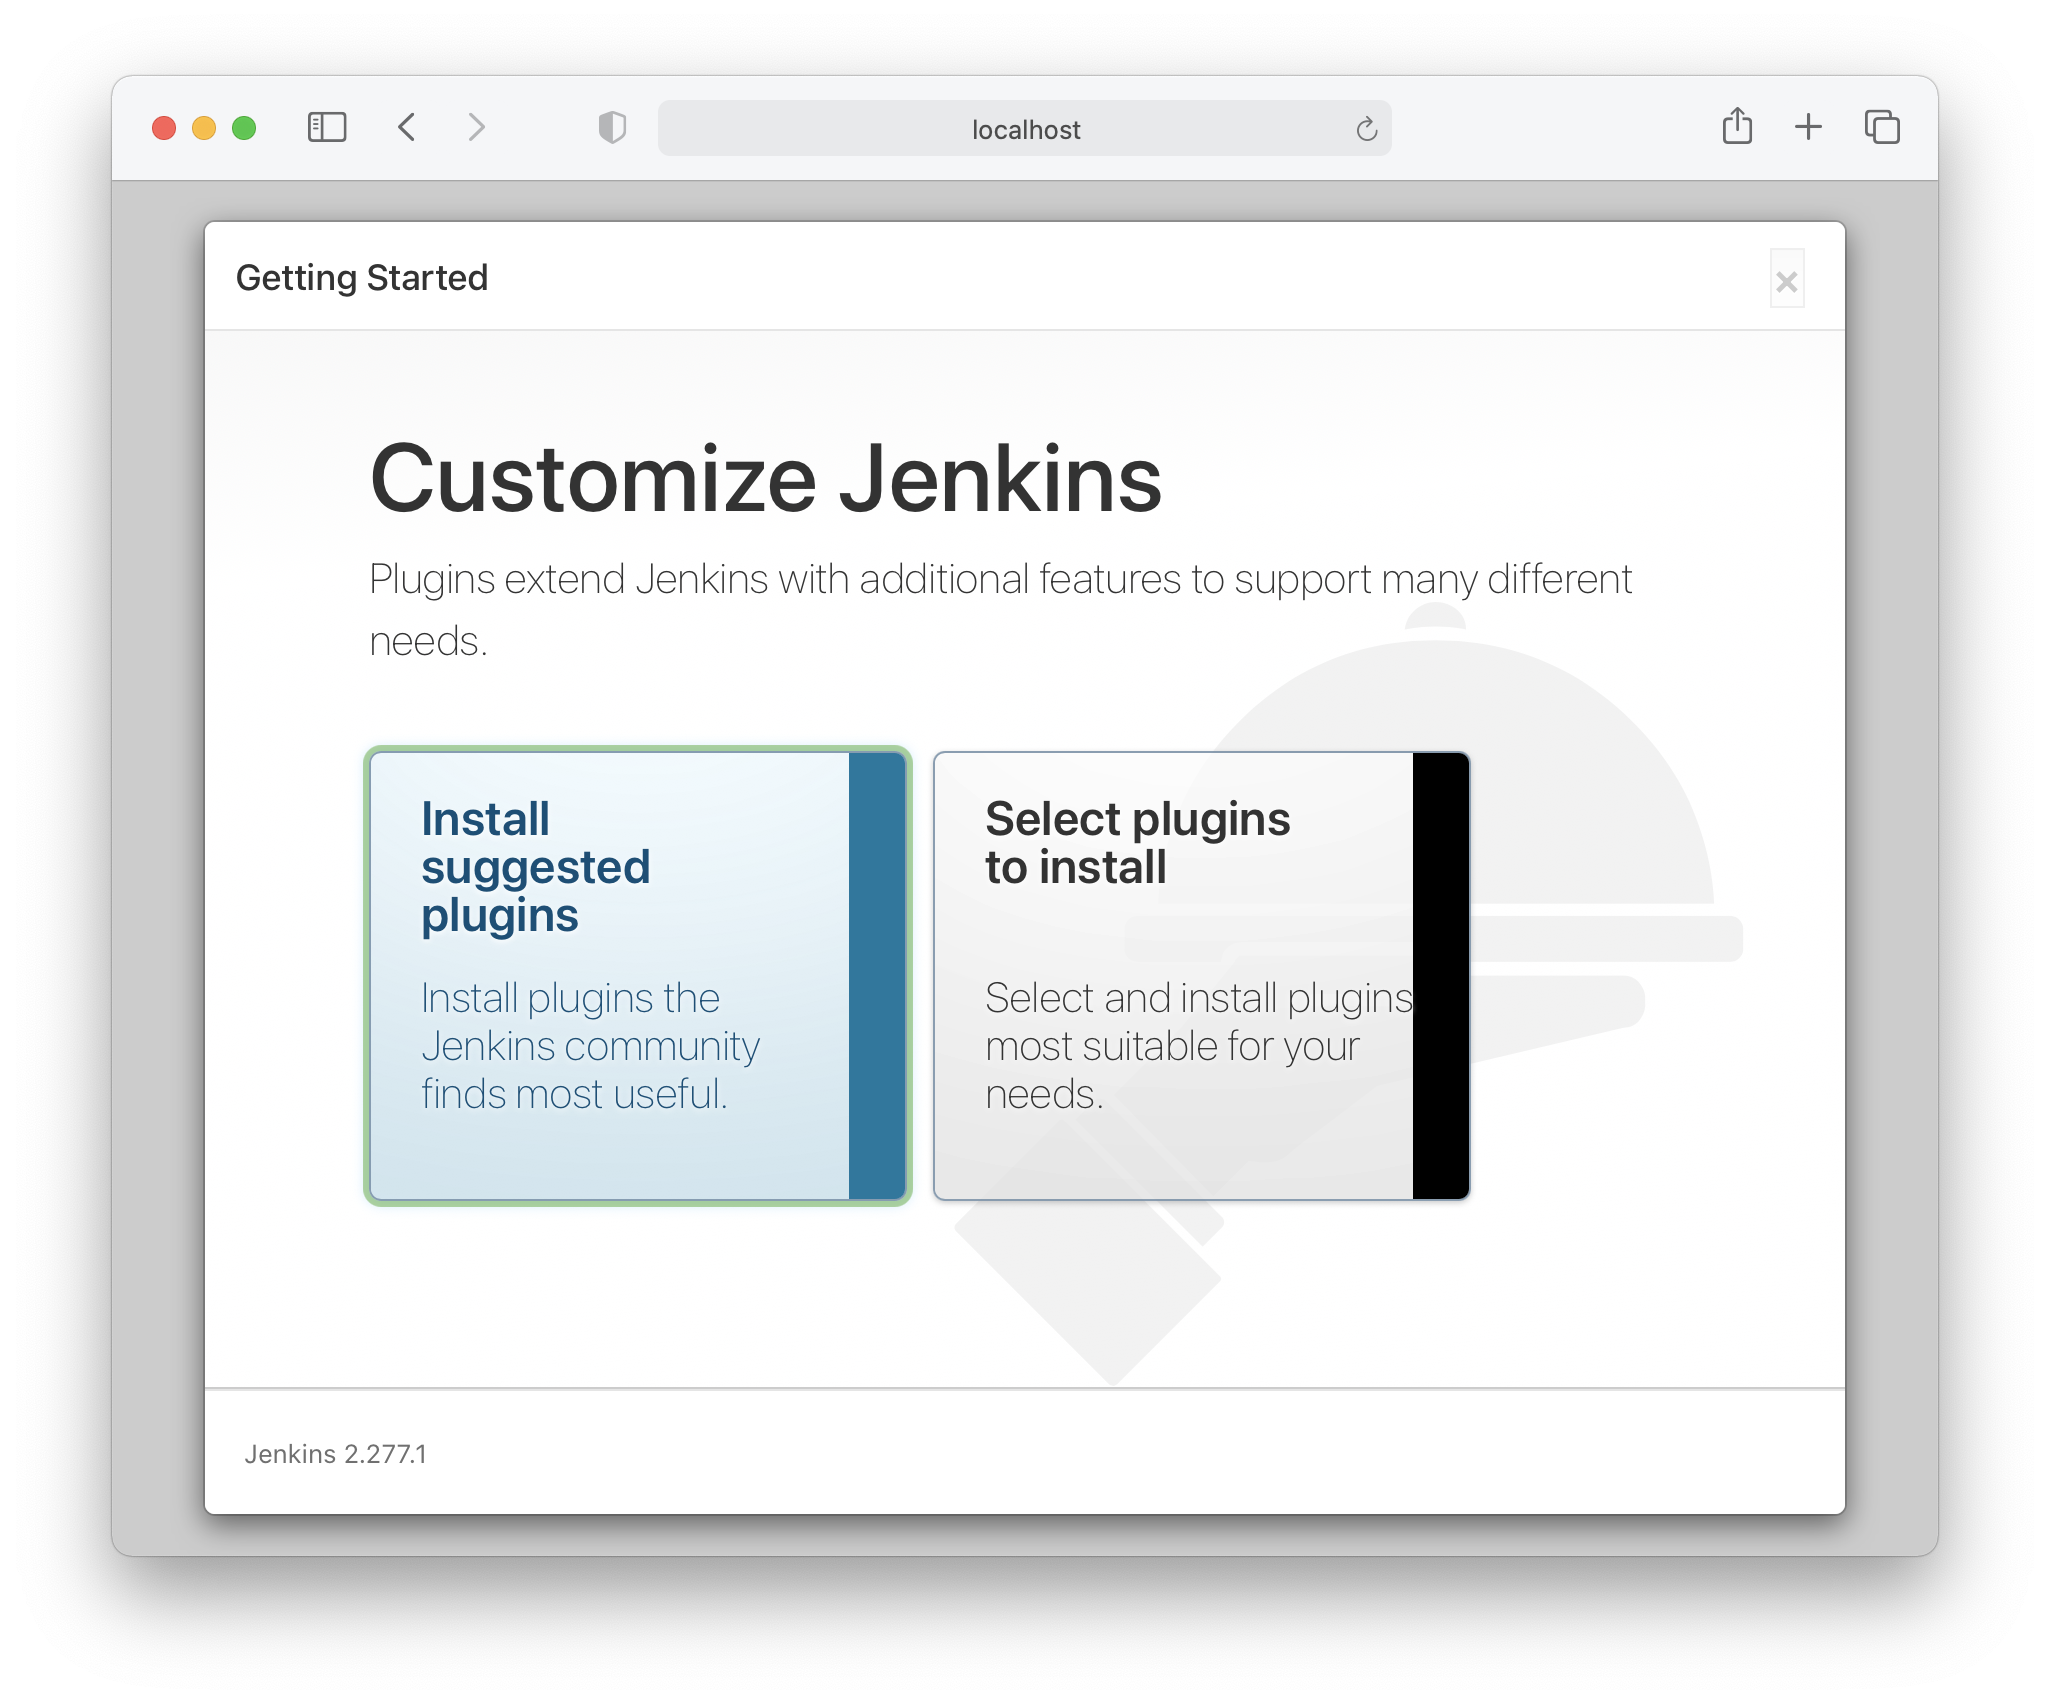 localhost
Getting Started
Customize Jenkins
Plugins extend Jenkins with additional features to support many different
needs.
Install
suggested
plugins
Install plugins the
Jenkins community
finds most useful.
Select plugins
to install
Select and install plugins
most suitable for your
needs.
Jenkins 2.277.1